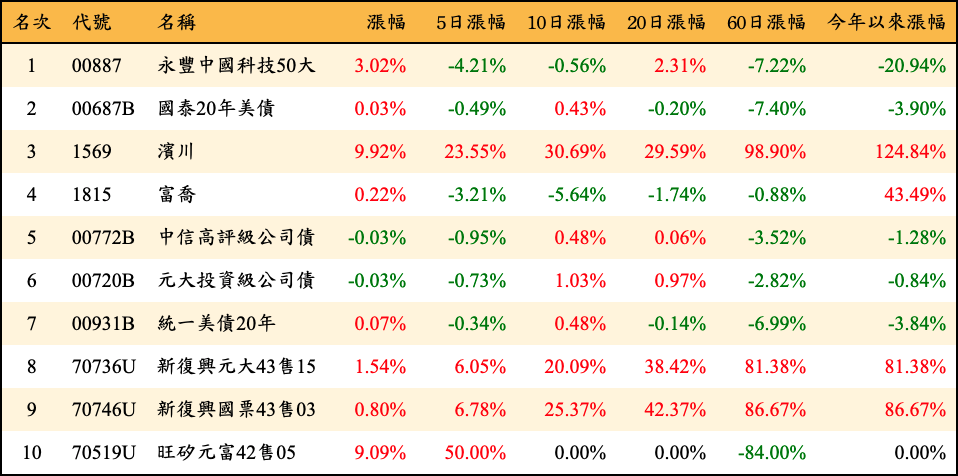 名次 代號 名稱 漲幅 5日漲幅 10日漲幅 20日漲幅 60日漲幅 今年以來漲幅
1 00887 永豐中國科技50大 3.02% -4.21% -0.56% 2.31% -7.22% -20.94%
2 00687B 國泰20年美債 0.03% -0.49% 0.43% -0.20% -7.40% -3.90%
3 1569 濱川 9.92% 23.55% 30.69% 29.59% 98.90% 124.84%
4 1815 富喬 0.22% -3.21% -5.64% -1.74% -0.88% 43.49%
5 00772B 中信高評級公司債 -0.03% -0.95% 0.48% 0.06% -3.52% -1.28%
6 00720B 元大投資級公司債 -0.03% -0.73% 1.03% 0.97% -2.82% -0.84%
7 00931B 統一美債20年 0.07% -0.34% 0.48% -0.14% -6.99% -3.84%
8 70736U 新復興元大43售15 1.54% 6.05% 20.09% 38.42% 81.38% 81.38%
9 70746U 新復興國票43售03 0.80% 6.78% 25.37% 42.37% 86.67% 86.67%
10 70519U 旺矽元富42售05 9.09% 50.00% 0.00% 0.00% -84.00% 0.00%